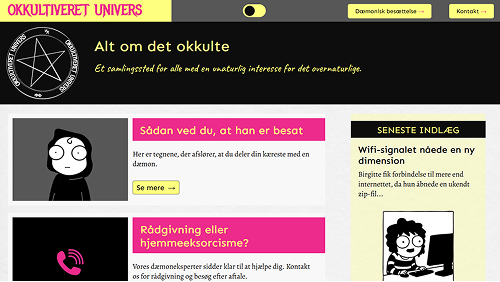 OKKULTIVERET UNIVERS
Dæmonisk besættelse →
Kontakt →
OKKULTIVERET UNIVERS
OKKULTIVERET UNIVERS
Alt om det okkulte
Et samlingssted for alle med en unaturlig interesse for det overnaturlige.
Sådan ved du, at han er besat
Her er tegnene, der afslører, at du deler din kæreste med en
dæmon.
Se mere →
Rådgivning eller
hjemmeeksorcisme?
Vores dæmoneksperter sidder klar til at hjælpe dig. Kontakt
os for rådgivning og besøg efter aftale.
SENESTE INDLÆG
Wifi-signalet nåede en ny
dimension
Birgitte fik forbindelse til mere end
internettet, da hun åbnede en ukendt
zip-fil...